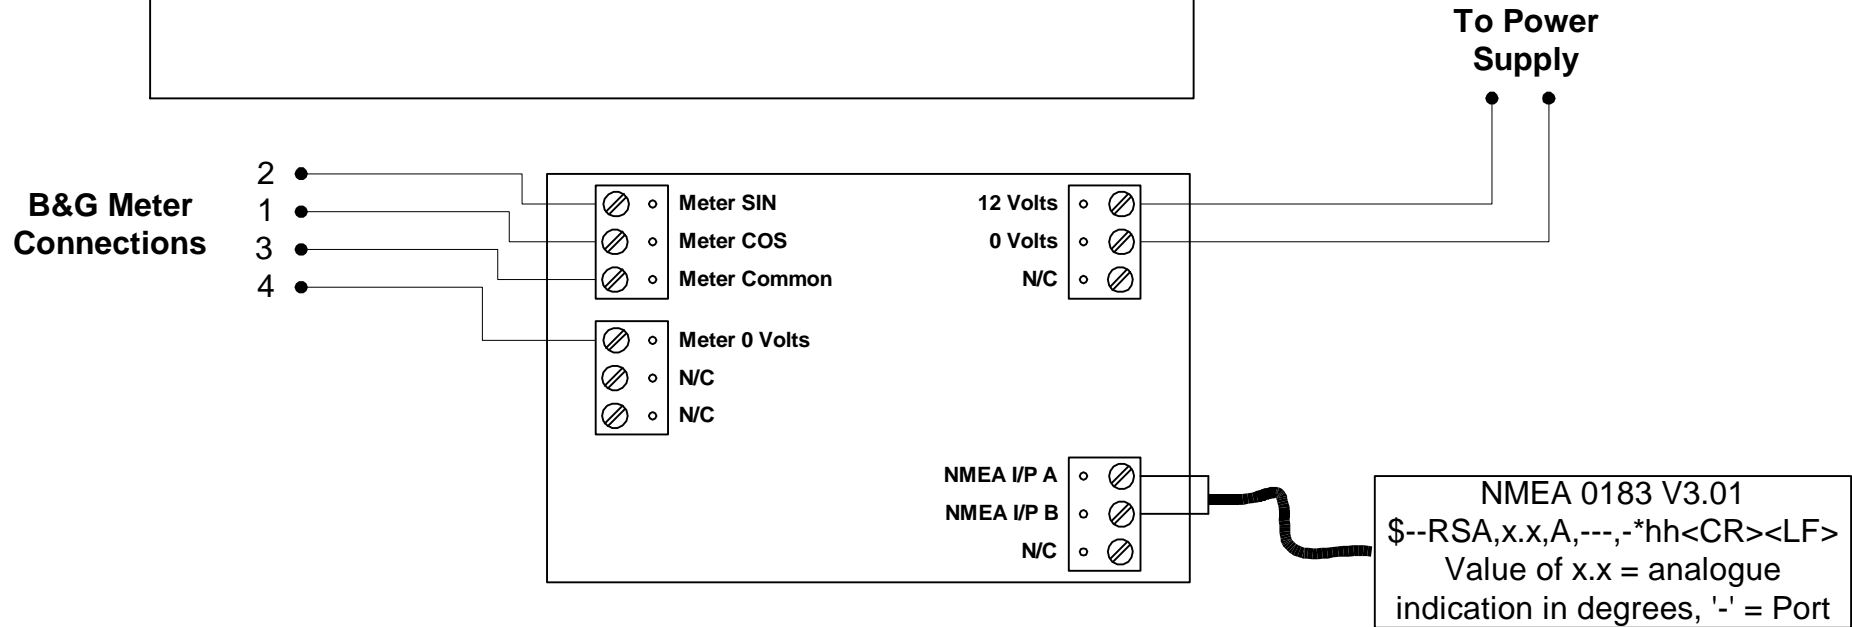 To Power
Supply
B&G Meter
Connections
2
1
3
4
Meter SIN
Meter COS
Meter Common
Meter 0 Volts
N/C
N/C
12 Volts
0 Volts
N/C
NMEA I/P A
NMEA I/P B
N/C
NMEA 0183 V3.01
$--RSA,x.x,A,---,-*hh<CR><LF>
Value of x.x = analogue
indication in degrees, '-' = Port